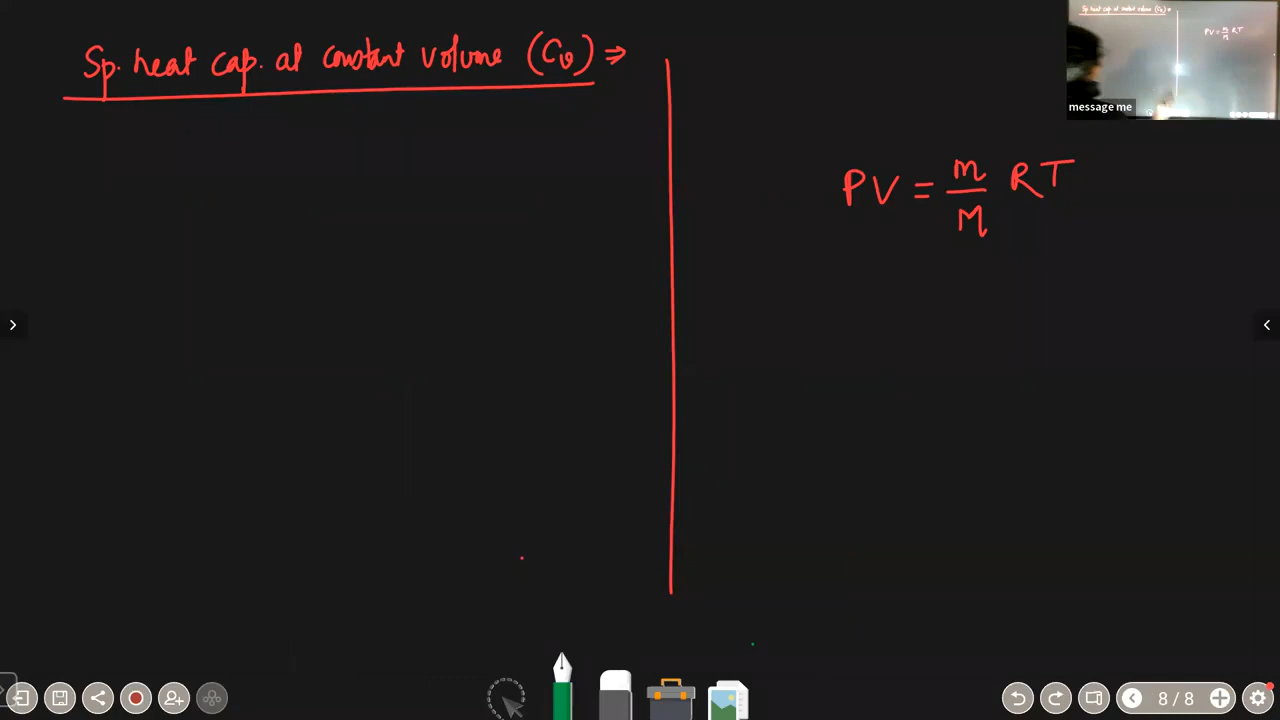 Sp. heat cap. at constant volume (Cv) ⇒
PV = m/M RT
message me
8/8